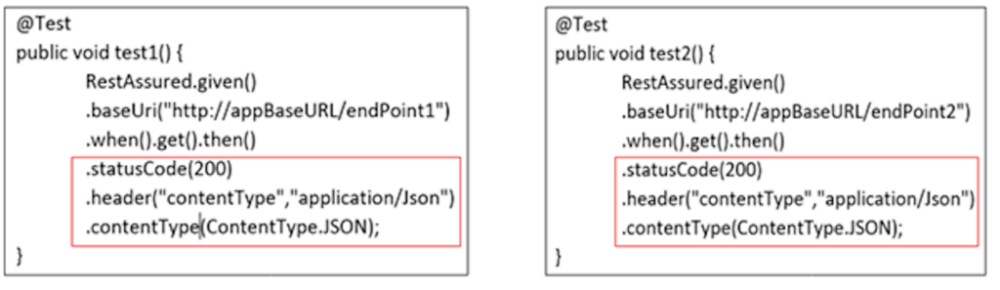 @Test
public void test1() {
RestAssured.given()
.baseUri("http://appBaseURL/endPoint1")
.when().get().then()
.statusCode(200)
.header("contentType","application/Json")
.contentType(ContentType.JSON);
}
@Test
public void test2() {
RestAssured.given()
.baseUri("http://appBaseURL/endPoint2")
.when().get().then()
.statusCode(200)
.header("contentType","application/Json")
.contentType(ContentType.JSON);
}